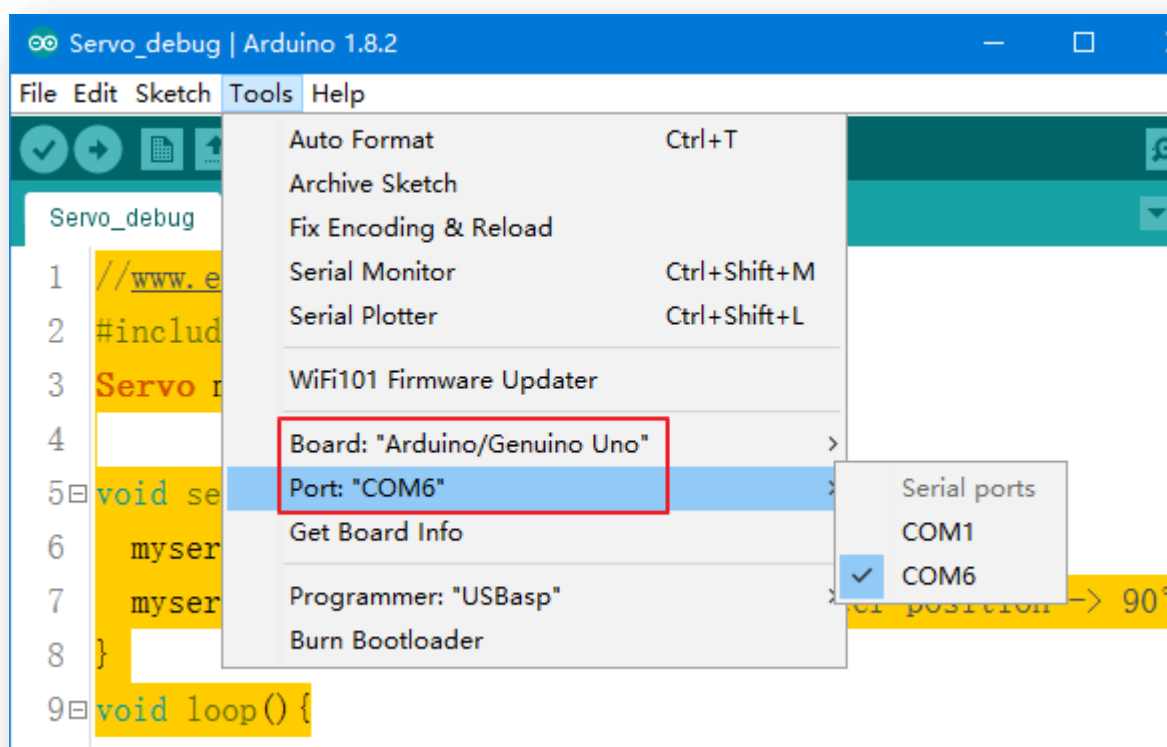 Servo_debug | Arduino 1.8.2
File Edit Sketch Tools Help
Servo_debug
Auto Format Ctrl+T
Archive Sketch
Fix Encoding & Reload
Serial Monitor Ctrl+Shift+M
Serial Plotter Ctrl+Shift+L
WiFi101 Firmware Updater
Board: "Arduino/Genuino Uno"
Port: "COM6"
Get Board Info
Programmer: "USBasp"
Burn Bootloader
Serial ports
COM1
COM6
1 //www.e
2 #includ
3 Servo
4
5 void se
6 myser
7 myser position -> 90°
8 }
9 void loop(){